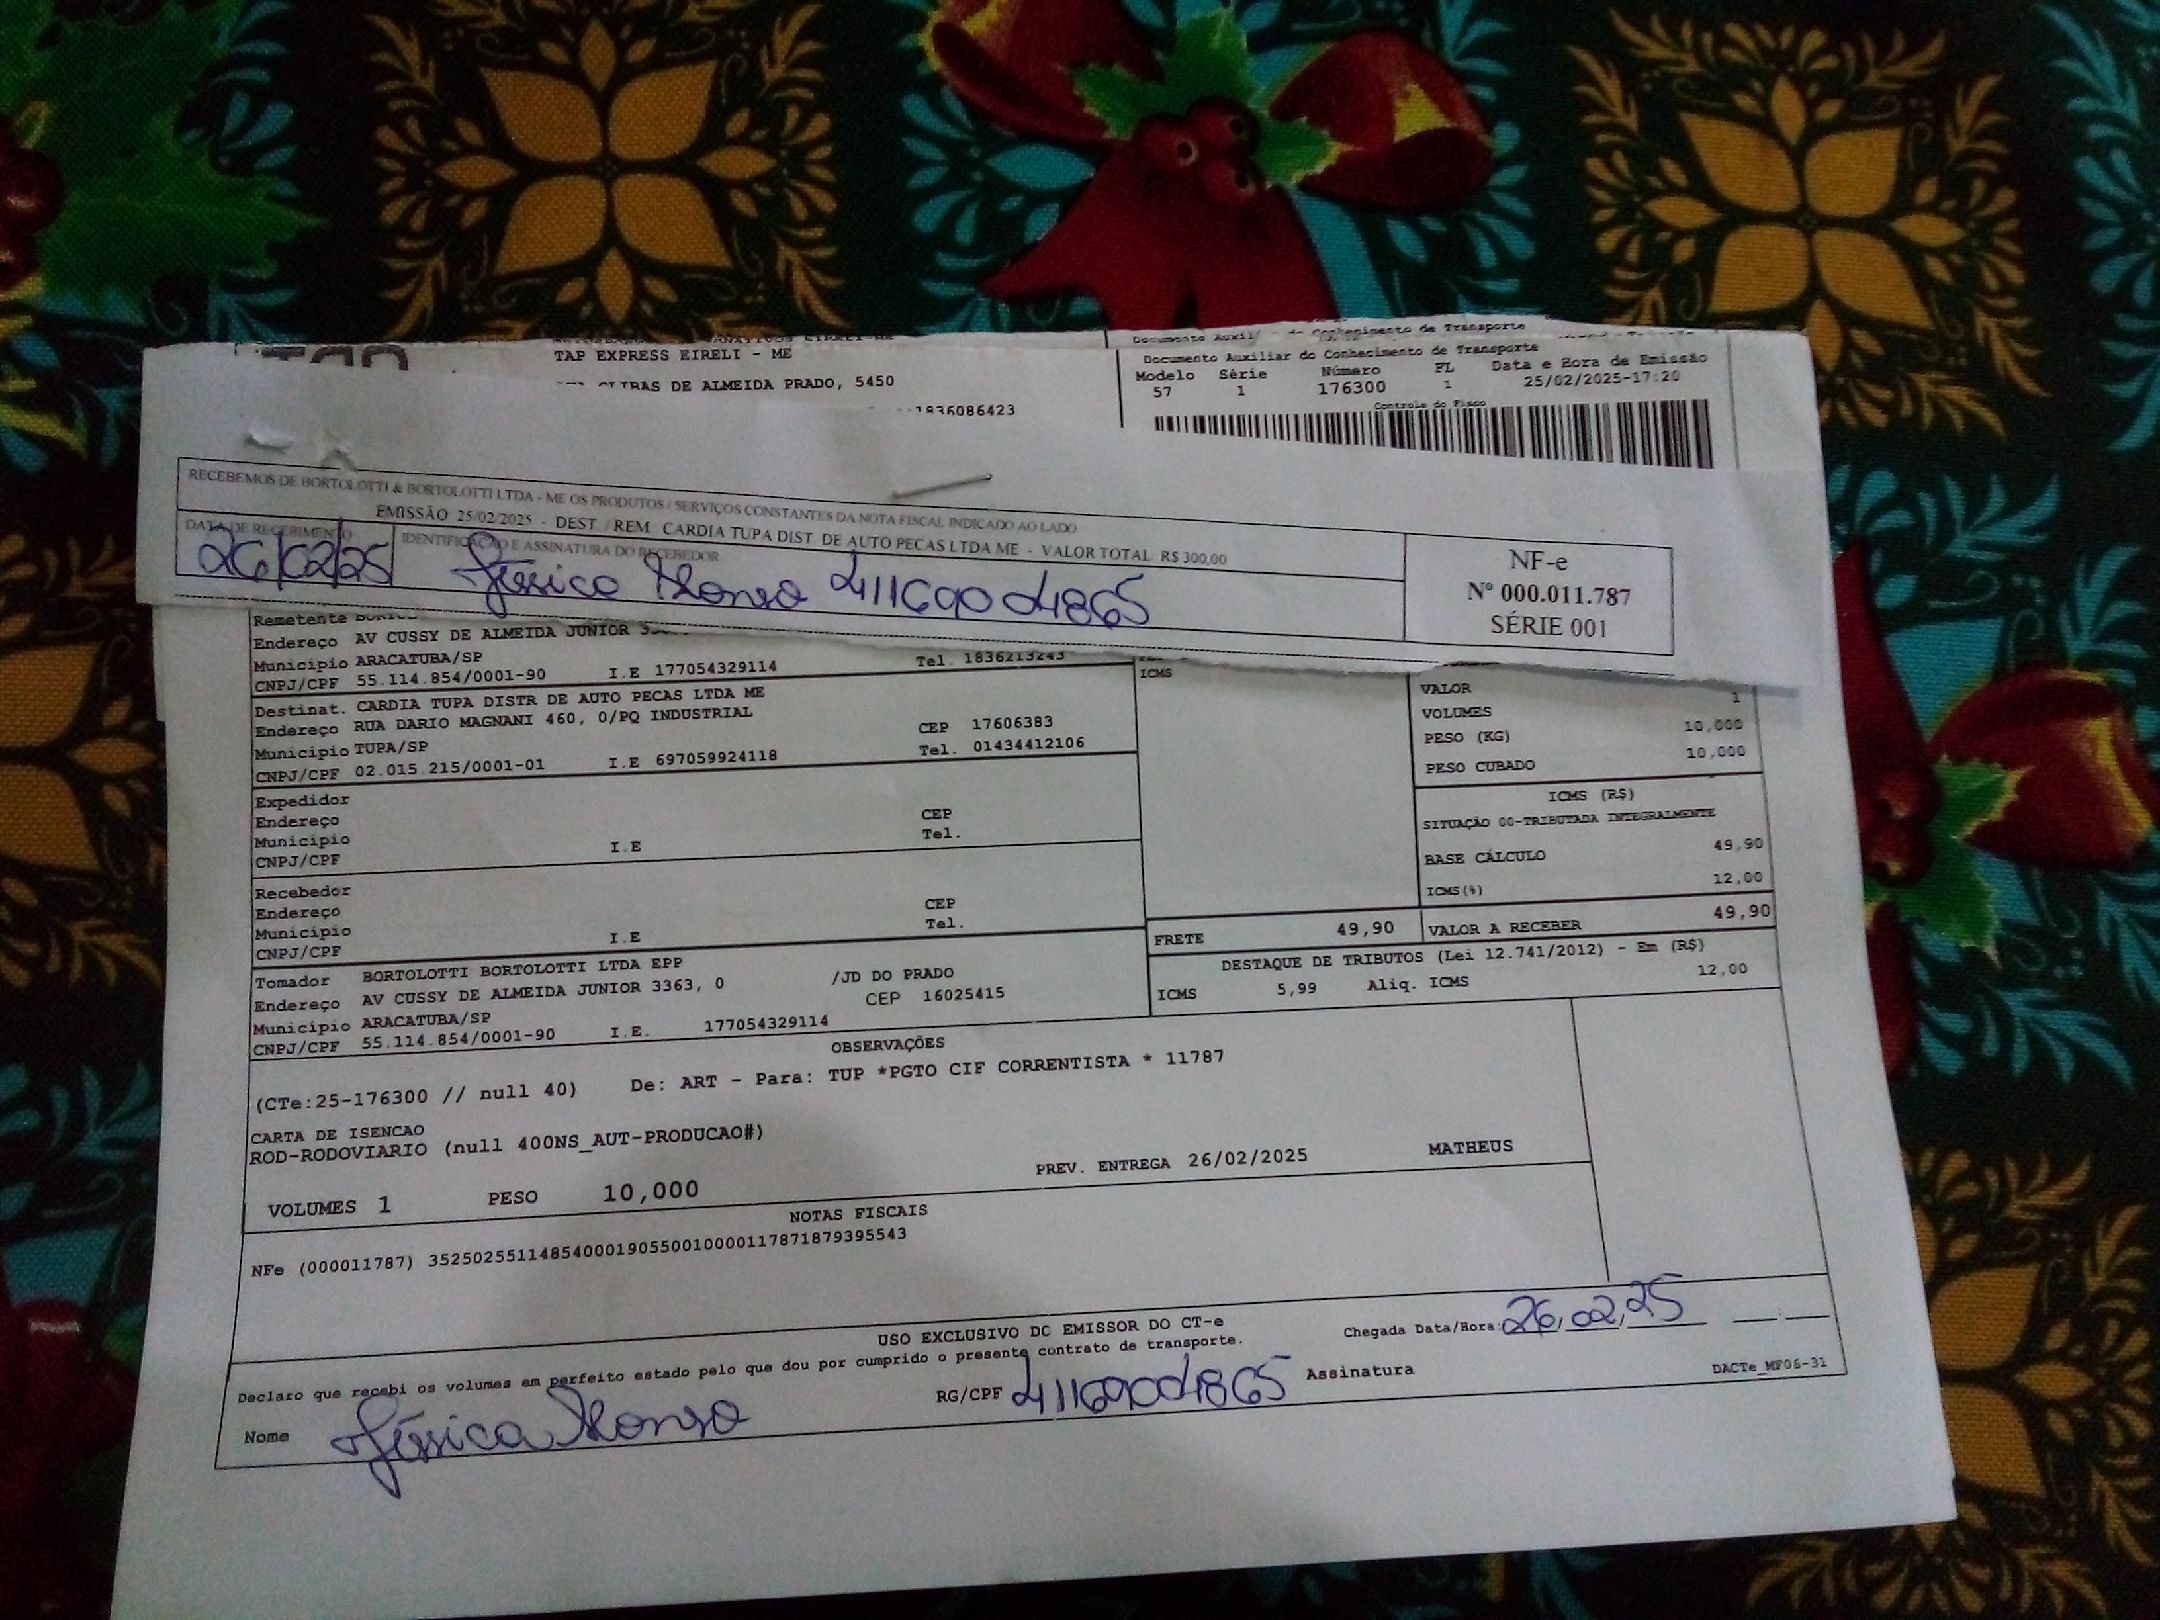 TAP EXPRESS EIRELI - ME
DE ALMEIDA PRADO, 5450
1836086423
Documento Auxiliar do Conhecimento de Transporte
Documento Auxiliar do Conhecimento de Transporte
Modelo Série Número FL Data e Hora de Emissão
57 1 176300 1 25/02/2025-17:20
Controle do Fisco
RECEBEMOS DE BORTOLOTTI & BORTOLOTTI LTDA - ME OS PRODUTOS / SERVIÇOS CONSTANTES DA NOTA FISCAL INDICADO AO LADO
EMISSÃO 25/02/2025 - DEST. / REM. CARDIA TUPA DIST. DE AUTO PECAS LTDA ME - VALOR TOTAL R$ 300,00
DATA DE RECEBIMENTO
26/02/25
IDENTIFICAÇÃO E ASSINATURA DO RECEBEDOR
Jéssica Afonso 41169004865
NF-e
Nº 000.011.787
SÉRIE 001
Remetente
Endereço AV CUSSY DE ALMEIDA JUNIOR
Município ARACATUBA/SP Tel. 1836213243
CNPJ/CPF 55.114.854/0001-90 I.E 177054329114
Destinat. CARDIA TUPA DISTR DE AUTO PECAS LTDA ME
Endereço RUA DARIO MAGNANI 460, 0/PQ INDUSTRIAL CEP 17606383
Município TUPA/SP Tel. 01434412106
CNPJ/CPF 02.015.215/0001-01 I.E 697059924118
Expedidor
Endereço CEP
Município Tel.
CNPJ/CPF I.E
Recebedor
Endereço CEP
Município Tel.
CNPJ/CPF I.E
Tomador BORTOLOTTI BORTOLOTTI LTDA EPP
Endereço AV CUSSY DE ALMEIDA JUNIOR 3363, 0 /JD DO PRADO
Município ARACATUBA/SP CEP 16025415
CNPJ/CPF 55.114.854/0001-90 I.E. 177054329114
ICMS
VALOR
VOLUMES 1
PESO (KG) 10,000
PESO CUBADO 10,000
ICMS (R$)
SITUAÇÃO 00-TRIBUTADA INTEGRALMENTE
BASE CÁLCULO 49,90
ICMS(%) 12,00
FRETE 49,90 VALOR A RECEBER 49,90
DESTAQUE DE TRIBUTOS (Lei 12.741/2012) - Em (R$)
ICMS 5,99 Aliq. ICMS 12,00
OBSERVAÇÕES
(CTe:25-176300 // null 40) De: ART - Para: TUP *PGTO CIF CORRENTISTA * 11787
CARTA DE ISENCAO
ROD-RODOVIARIO (null 400NS_AUT-PRODUCAO#)
PREV. ENTREGA 26/02/2025 MATHEUS
VOLUMES 1 PESO 10,000
NOTAS FISCAIS
NFe (000011787) 35250255114854000190550010000117871879395543
USO EXCLUSIVO DO EMISSOR DO CT-e
Declaro que recebi os volumes em perfeito estado pelo que dou por cumprido o presente contrato de transporte.
Chegada Data/Hora: 26/02/25
Nome Jéssica Afonso RG/CPF 41169004865 Assinatura
DACTe_MF06-31